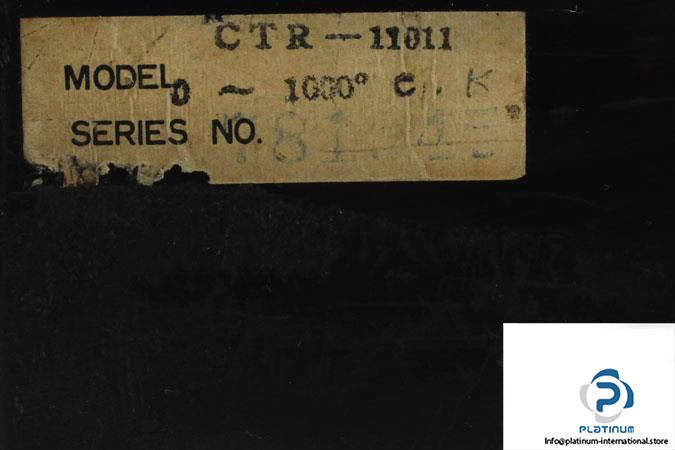 CTR-11011
MODEL 0 ~ 1000° C. K
SERIES NO.
PLATINUM
Info@platinum-international.store